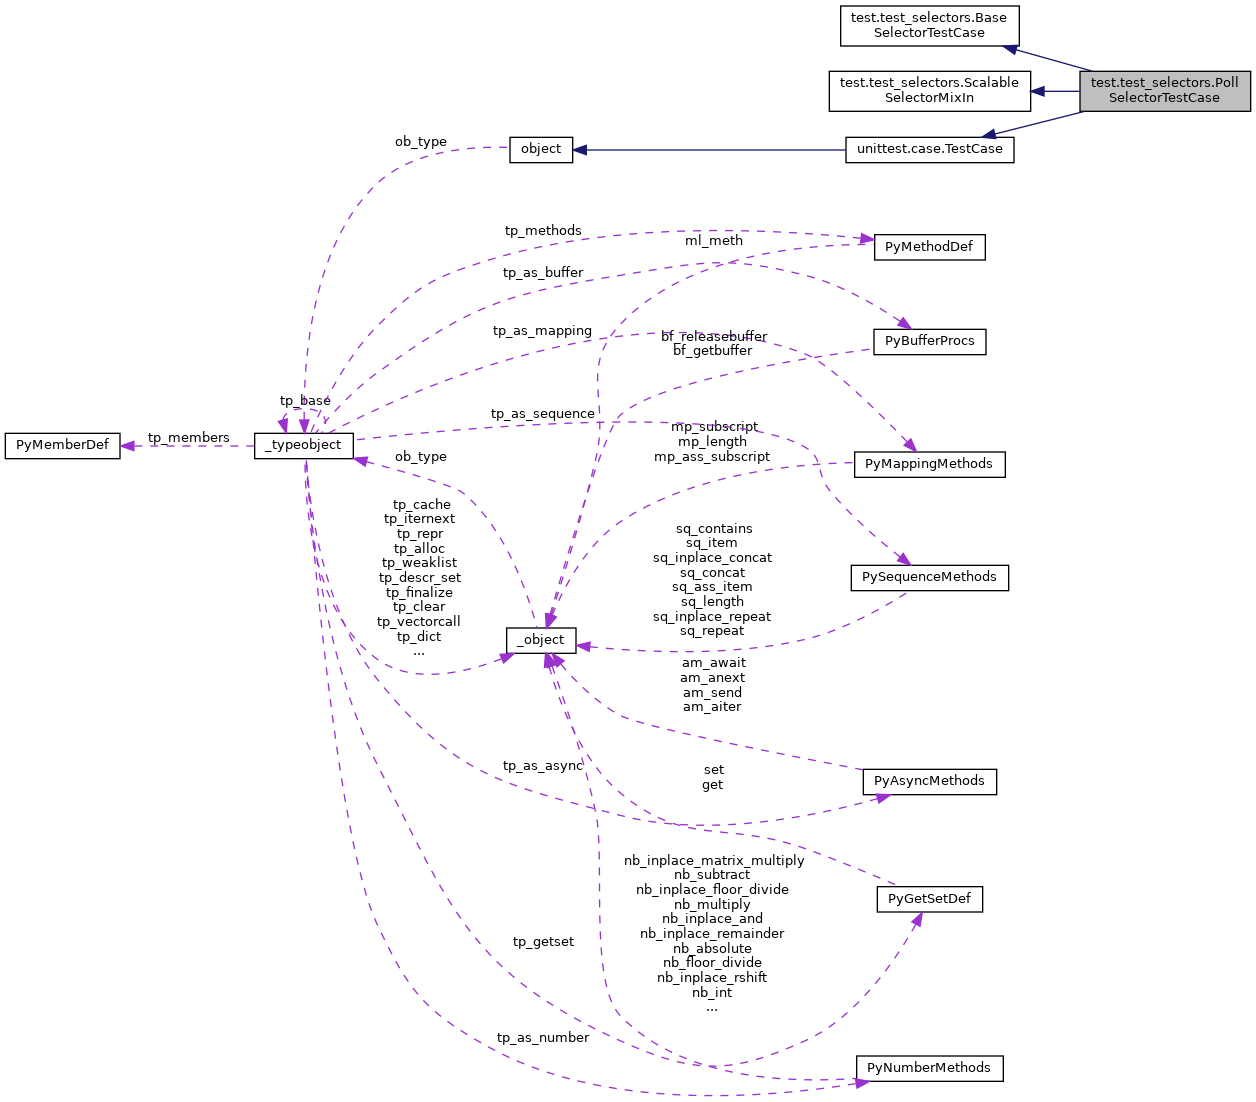 test.test_selectors.Base
SelectorTestCase
test.test_selectors.Scalable
SelectorMixIn
test.test_selectors.Poll
SelectorTestCase
ob_type
object
unittest.case.TestCase
tp_methods
ml_meth
PyMethodDef
tp_as_buffer
tp_as_mapping
bf_releasebuffer
bf_getbuffer
PyBufferProcs
tp_base
tp_as_sequence
mp_subscript
mp_length
mp_ass_subscript
PyMemberDef
tp_members
_typeobject
ob_type
PyMappingMethods
tp_cache
tp_iternext
tp_repr
tp_alloc
tp_weaklist
tp_descr_set
tp_finalize
tp_clear
tp_vectorcall
tp_dict
...
sq_contains
sq_item
sq_inplace_concat
sq_concat
sq_ass_item
sq_length
sq_inplace_repeat
sq_repeat
PySequenceMethods
_object
am_await
am_anext
am_send
am_aiter
tp_as_async
set
get
PyAsyncMethods
nb_inplace_matrix_multiply
nb_subtract
nb_inplace_floor_divide
nb_multiply
nb_inplace_and
nb_inplace_remainder
nb_absolute
nb_floor_divide
nb_inplace_rshift
nb_int
...
PyGetSetDef
tp_getset
tp_as_number
PyNumberMethods